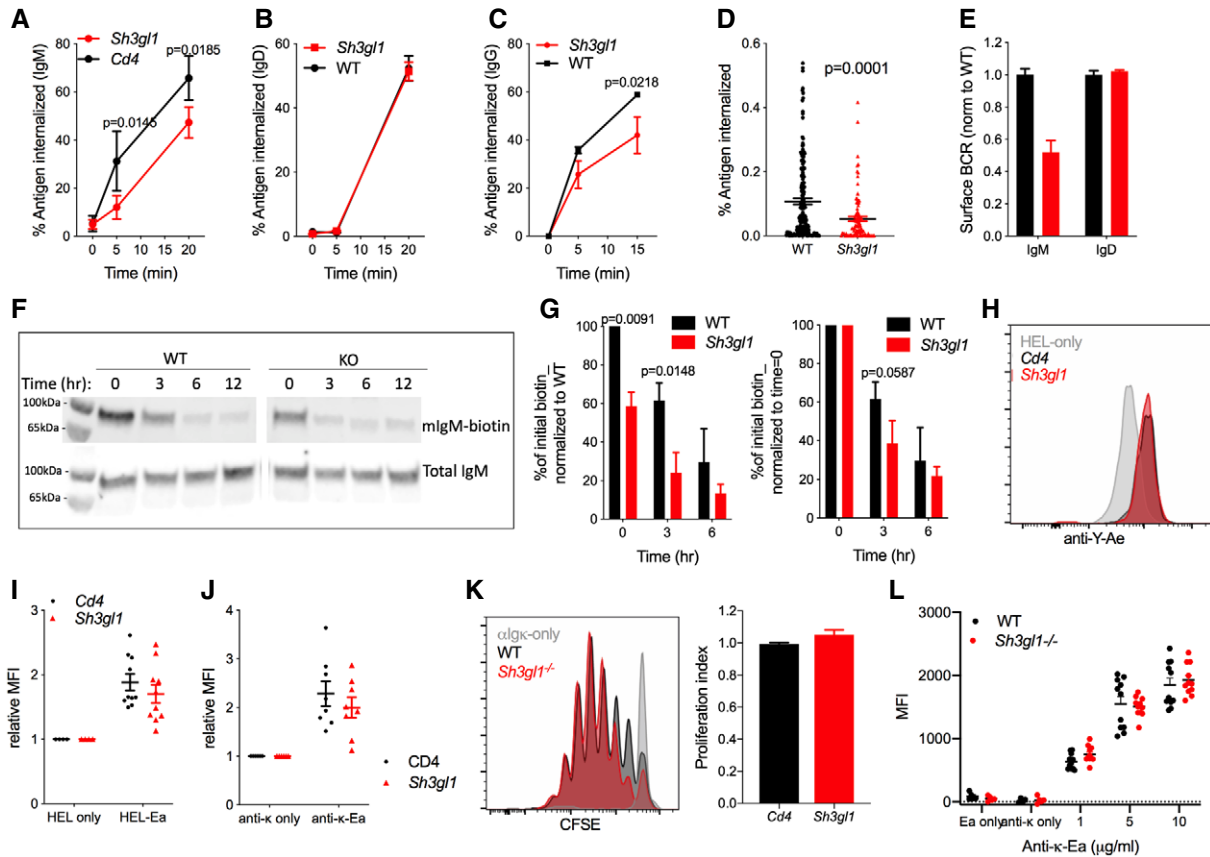 A
% Antigen internalized (IgM)
80
60
40
20
0
Sh3gl1
Cd4
p=0.0145
p=0.0185
0 5 10 15 20
Time (min)
B
% Antigen internalized (IgD)
60
40
20
0
Sh3gl1
WT
0 5 10 15 20
Time (min)
C
% Antigen internalized (IgG)
80
60
40
20
0
Sh3gl1
WT
p=0.0218
0 5 10 15
Time (min)
D
% Antigen internalized
0.6
0.4
0.2
0.0
p=0.0001
WT Sh3gl1
E
Surface BCR (norm to WT)
1.2
1.0
0.8
0.6
0.4
0.2
0.0
IgM IgD
F
WT KO
Time (hr): 0 3 6 12 0 3 6 12
100kDa
65kDa
mIgM-biotin
100kDa
65kDa
Total IgM
G
%of initial biotin_
normalized to WT
100
80
60
40
20
0
p=0.0091
p=0.0148
WT
Sh3gl1
0 3 6
Time (hr)
%of initial biotin_
normalized to time=0
100
80
60
40
20
0
WT
Sh3gl1
p=0.0587
0 3 6
Time (hr)
H
HEL-only
Cd4
Sh3gl1
anti-Y-Ae
I
relative MFI
3
2
1
0
Cd4
Sh3gl1
HEL only HEL-Ea
J
relative MFI
4
3
2
1
0
CD4
Sh3gl1
anti-κ only anti-κ-Ea
K
αIgκ-only
WT
Sh3gl1-/-
CFSE
Proliferation index
1.2
1.0
0.8
0.6
0.4
0.2
0.0
Cd4 Sh3gl1
L
MFI
3000
2000
1000
0
WT
Sh3gl1-/-
Ea only anti-κ only 1 5 10
Anti-κ-Ea (μg/ml)